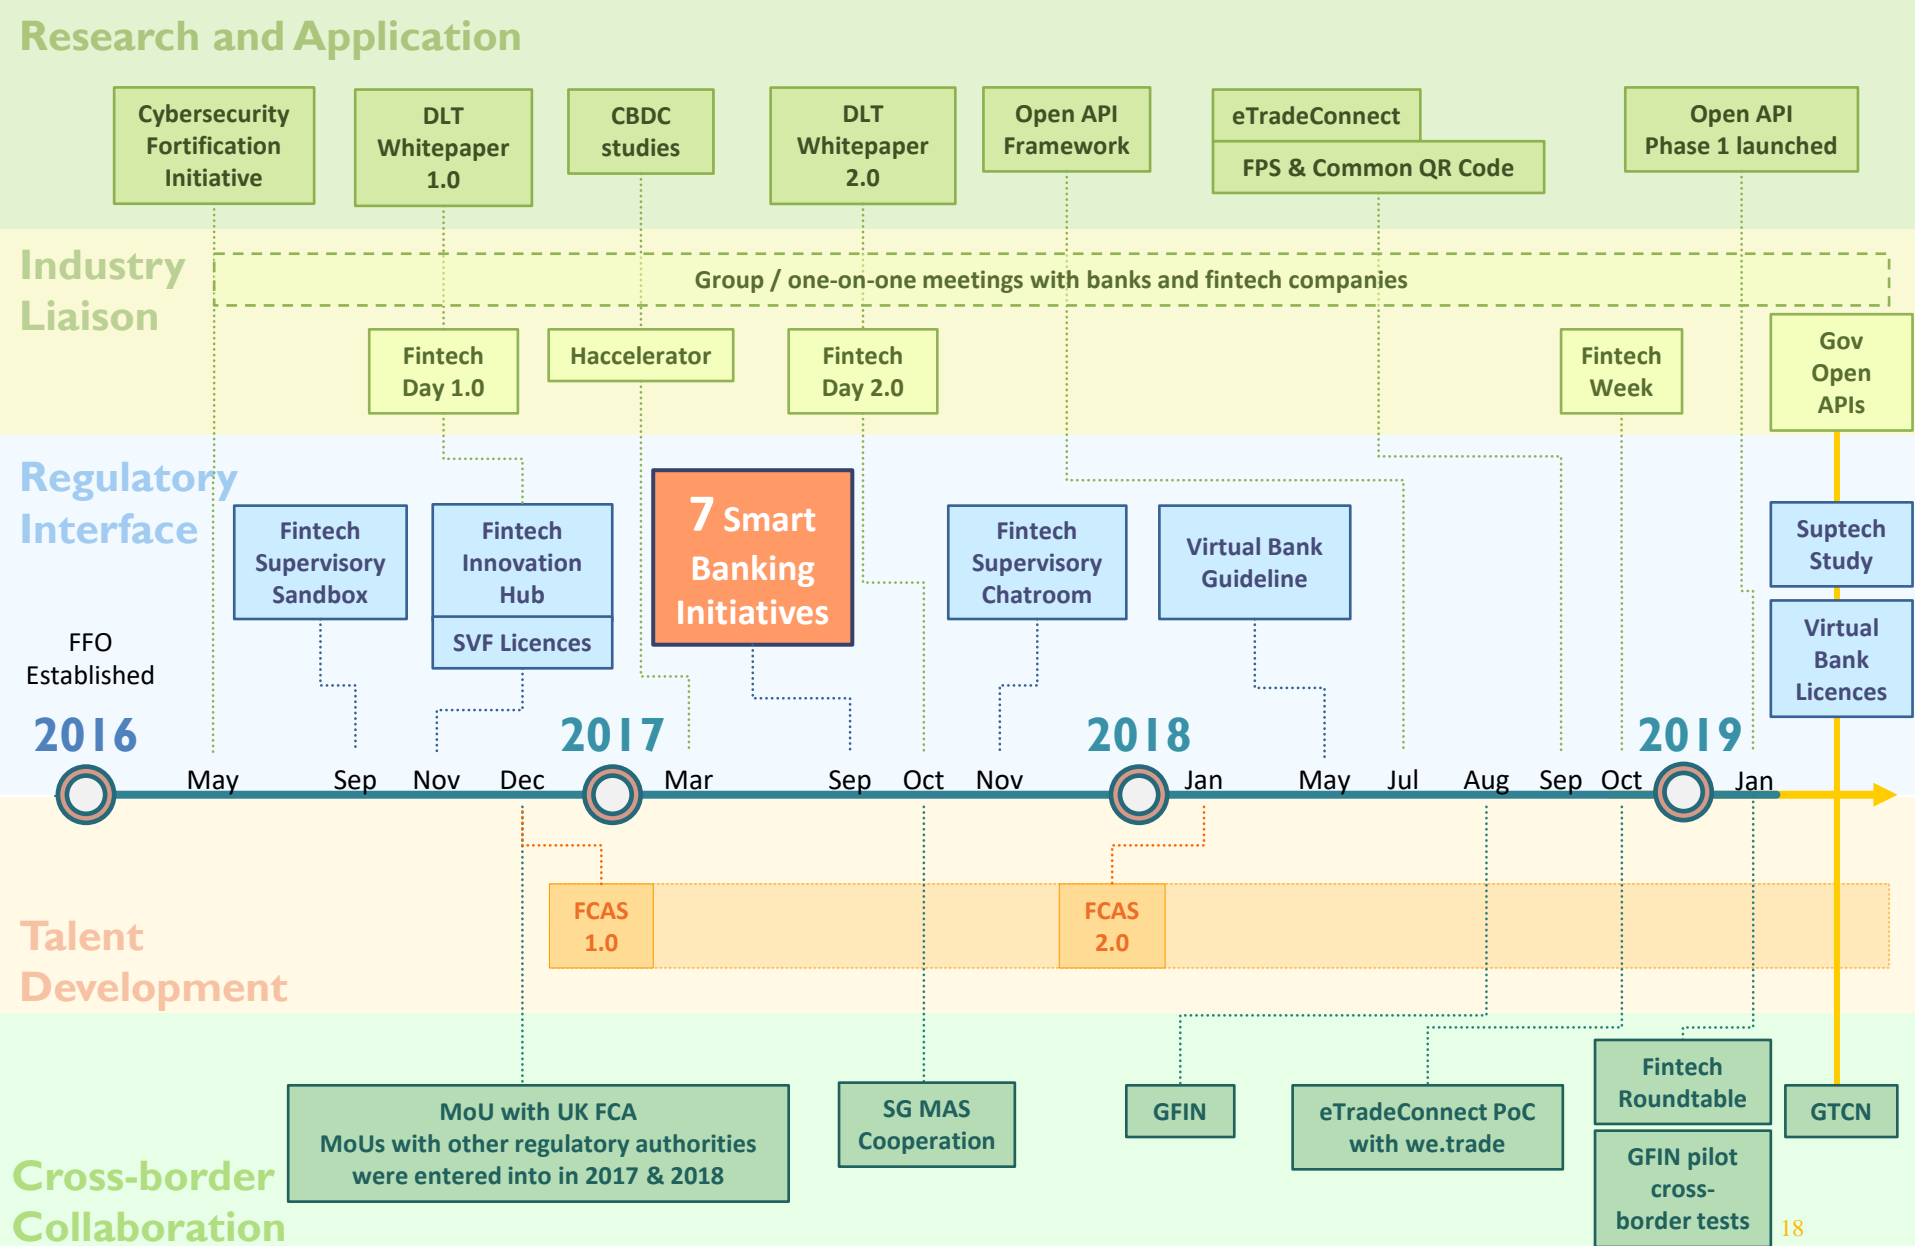 Research and Application
Cybersecurity
Fortification
Initiative
DLT
Whitepaper
1.0
CBDC
studies
DLT
Whitepaper
2.0
Open API
Framework
eTradeConnect
FPS & Common QR Code
Open API
Phase 1 launched
Industry
Liaison
Group / one-on-one meetings with banks and fintech companies
Fintech
Day 1.0
Haccelerator
Fintech
Day 2.0
Fintech
Week
Gov
Open
APIs
Regulatory
Interface
Fintech
Supervisory
Sandbox
Fintech
Innovation
Hub
SVF Licences
7 Smart
Banking
Initiatives
Fintech
Supervisory
Chatroom
Virtual Bank
Guideline
Suptech
Study
Virtual
Bank
Licences
FFO
Established
2016
2017
2018
2019
May
Sep
Nov
Dec
Mar
Sep
Oct
Nov
Jan
May
Jul
Aug
Sep
Oct
Jan
Talent
Development
FCAS
1.0
FCAS
2.0
Cross-border
Collaboration
MoU with UK FCA
MoUs with other regulatory authorities
were entered into in 2017 & 2018
SG MAS
Cooperation
GFIN
eTradeConnect PoC
with we.trade
Fintech
Roundtable
GFIN pilot
cross-
border tests
GTCN
18